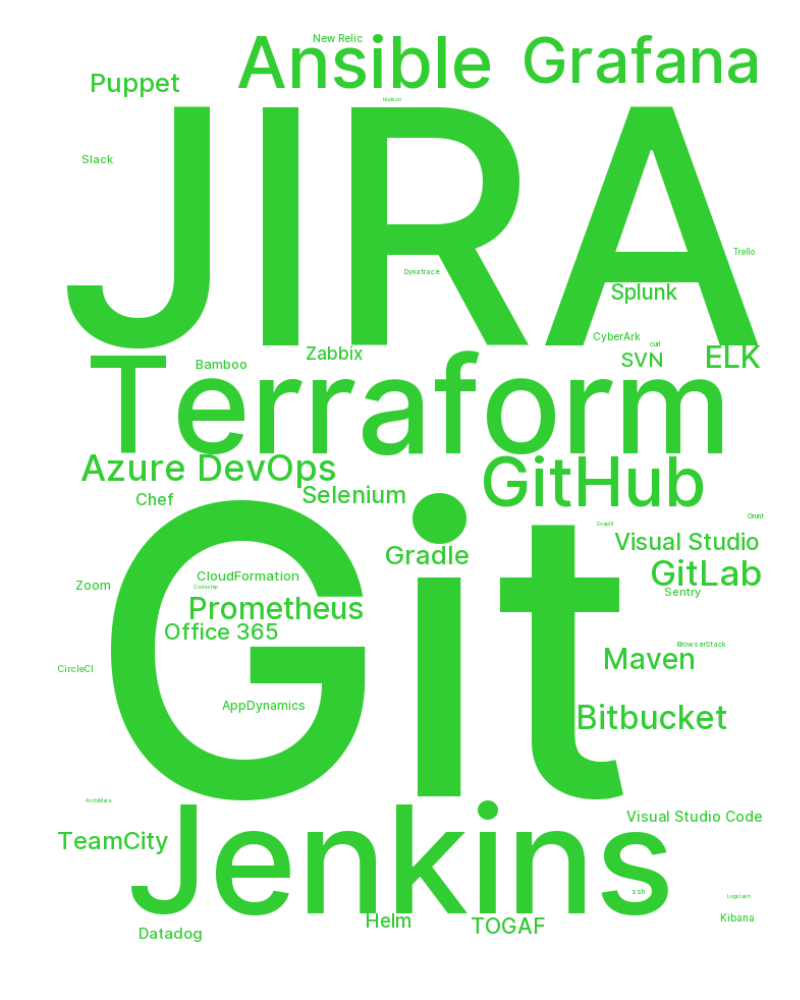 New Relic
Ansible
Grafana
Puppet
Hudson
JIRA
Slack
Trello
Dynatrace
Splunk
CyberArk
curl
Zabbix
SVN
ELK
Bamboo
Terraform
Azure DevOps
GitHub
Selenium
Chef
Git
Grunt
SoapUI
Visual Studio
Gradle
GitLab
CloudFormation
Zoom
Codeship
Sentry
Prometheus
Office 365
BrowserStack
Maven
CircleCI
AppDynamics
Bitbucket
ArchiMate
Visual Studio Code
TeamCity
Jenkins
ssh
Logstash
Kibana
Helm
TOGAF
Datadog